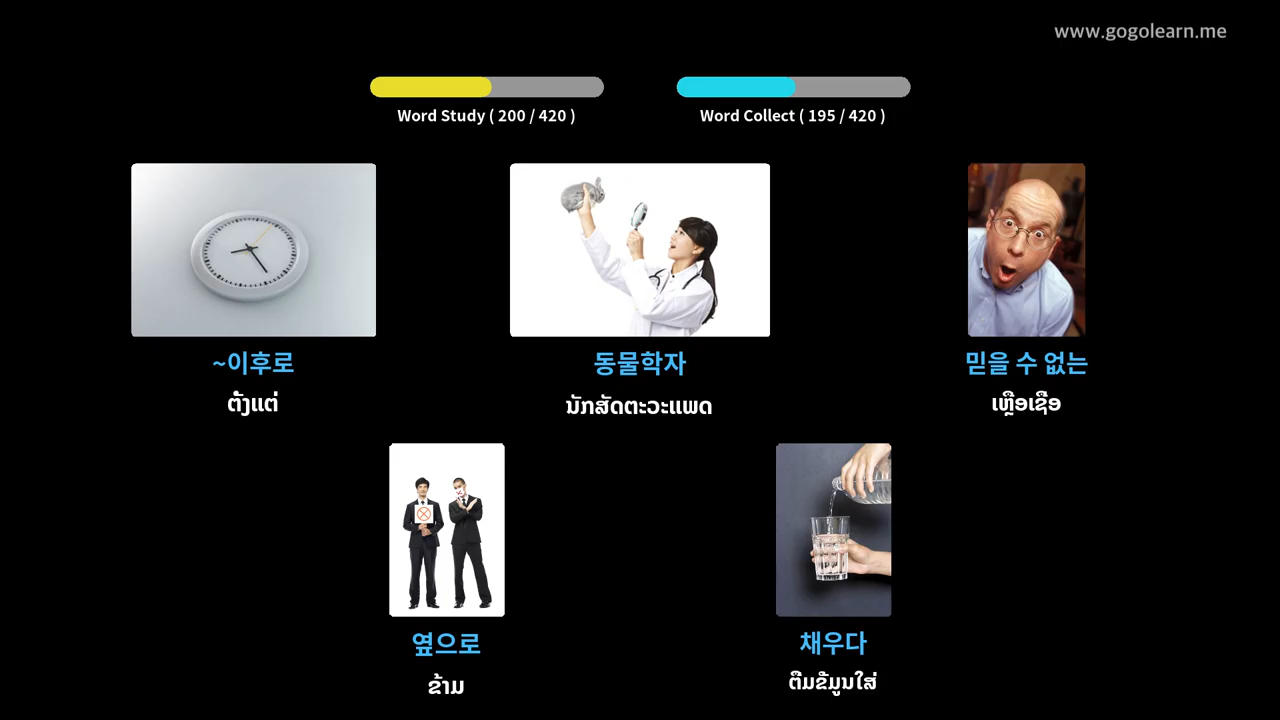 www.gogolearn.me
Word Study ( 200 / 420 )
Word Collect ( 195 / 420 )
~이후로
ຕັ້ງແຕ່
동물학자
ນັກສັດຕະວະແພດ
믿을 수 없는
ເຫຼືອເຊື່ອ
옆으로
ຂ້າມ
채우다
ຕື່ມຂໍ້ມູນໃສ່